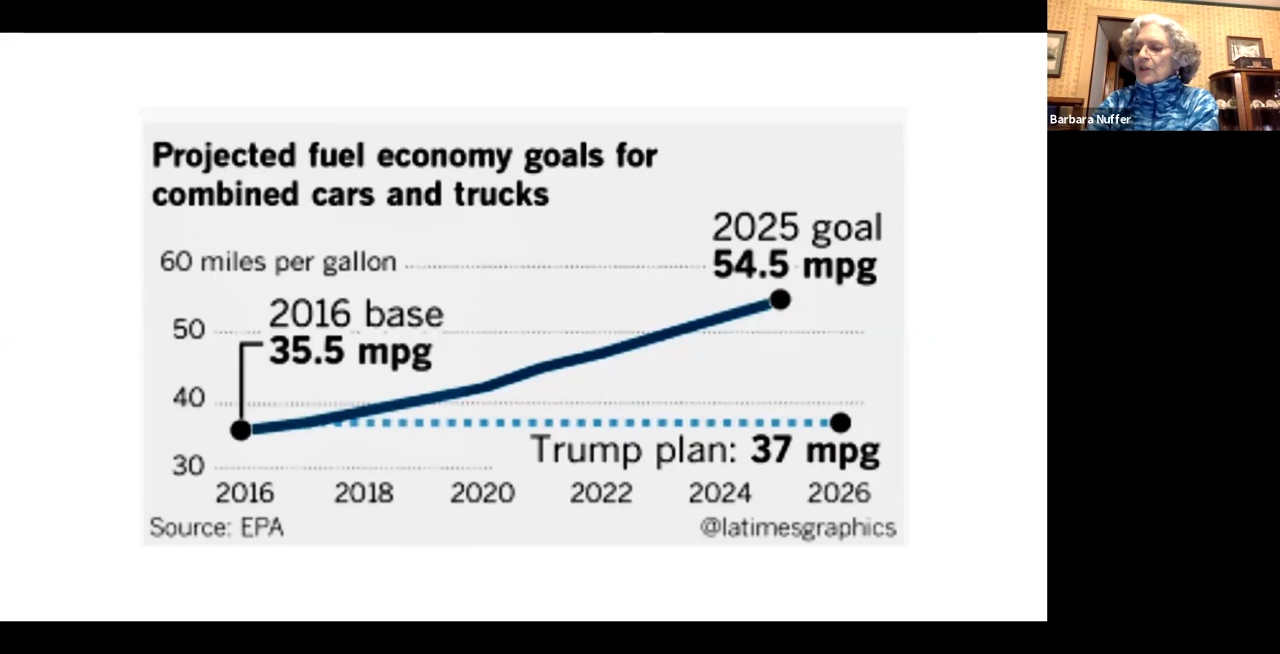 Projected fuel economy goals for
combined cars and trucks
2025 goal
54.5 mpg
60 miles per gallon
2016 base
35.5 mpg
50
40
Trump plan: 37 mpg
30
2016 2018 2020 2022 2024 2026
Source: EPA
@latimesgraphics
Barbara Nuffer